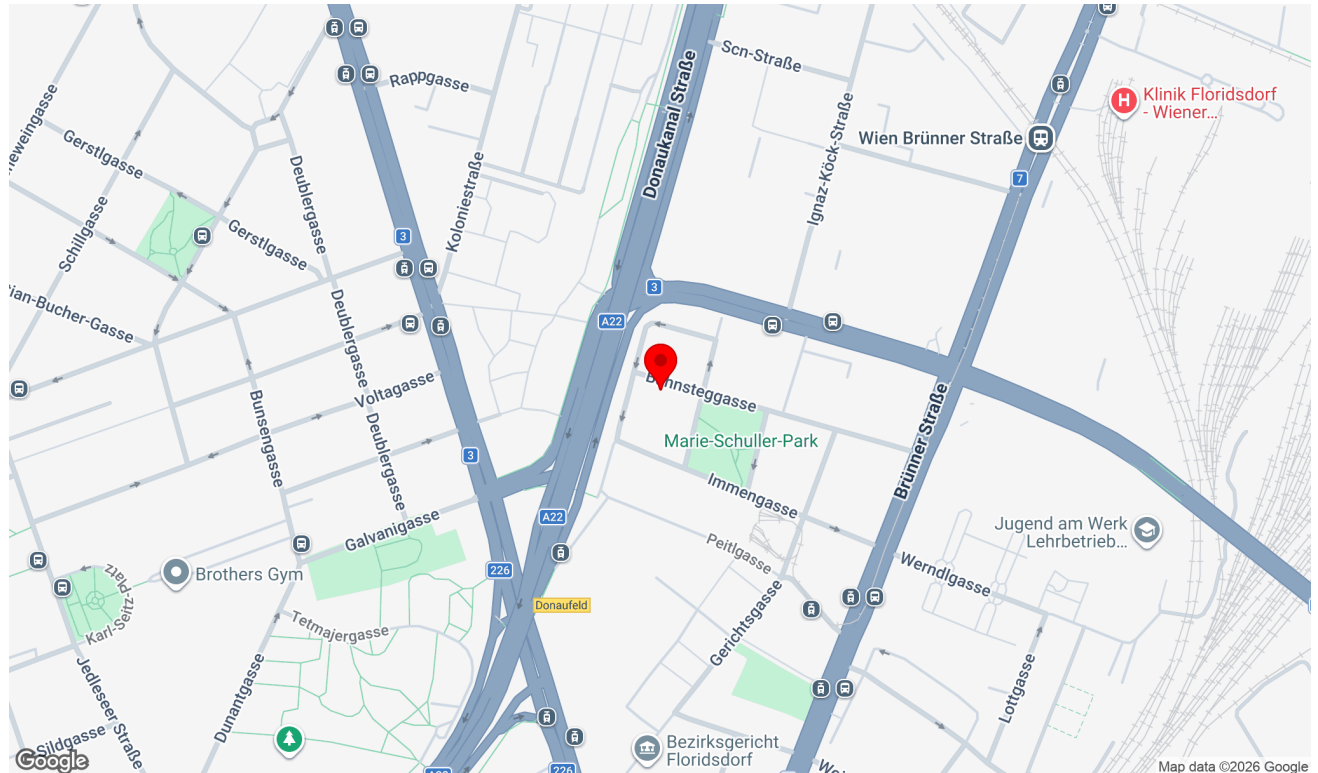 Rappgasse
Scn-Straße
Donaukanal Straße
Klinik Floridsdorf
- Wiener...
Wien Brünner Straße
7
Gerstlgasse
Deublergasse
Koloniestraße
Ignaz-Köck-Straße
Schillgasse
Gerstlgasse
3
3
A22
tian-Bucher-Gasse
Deublergasse
Voltagasse
Marie-Schuller-Park
Bunsengasse
Deublergasse
3
Brünner Straße
Immengasse
A22
Galvanigasse
Peitlgasse
Jugend am Werk
Lehrbetrieb...
Werndlgasse
226
Brothers Gym
Donaufeld
Karl-Seitz-
Platz
Tetmajergasse
Gerichtsgasse
Lottgasse
Dunantgasse
Jedleseer Straße
Sildgasse
Bezirksgericht
Floridsdorf
226
Google
Map data ©2026 Google